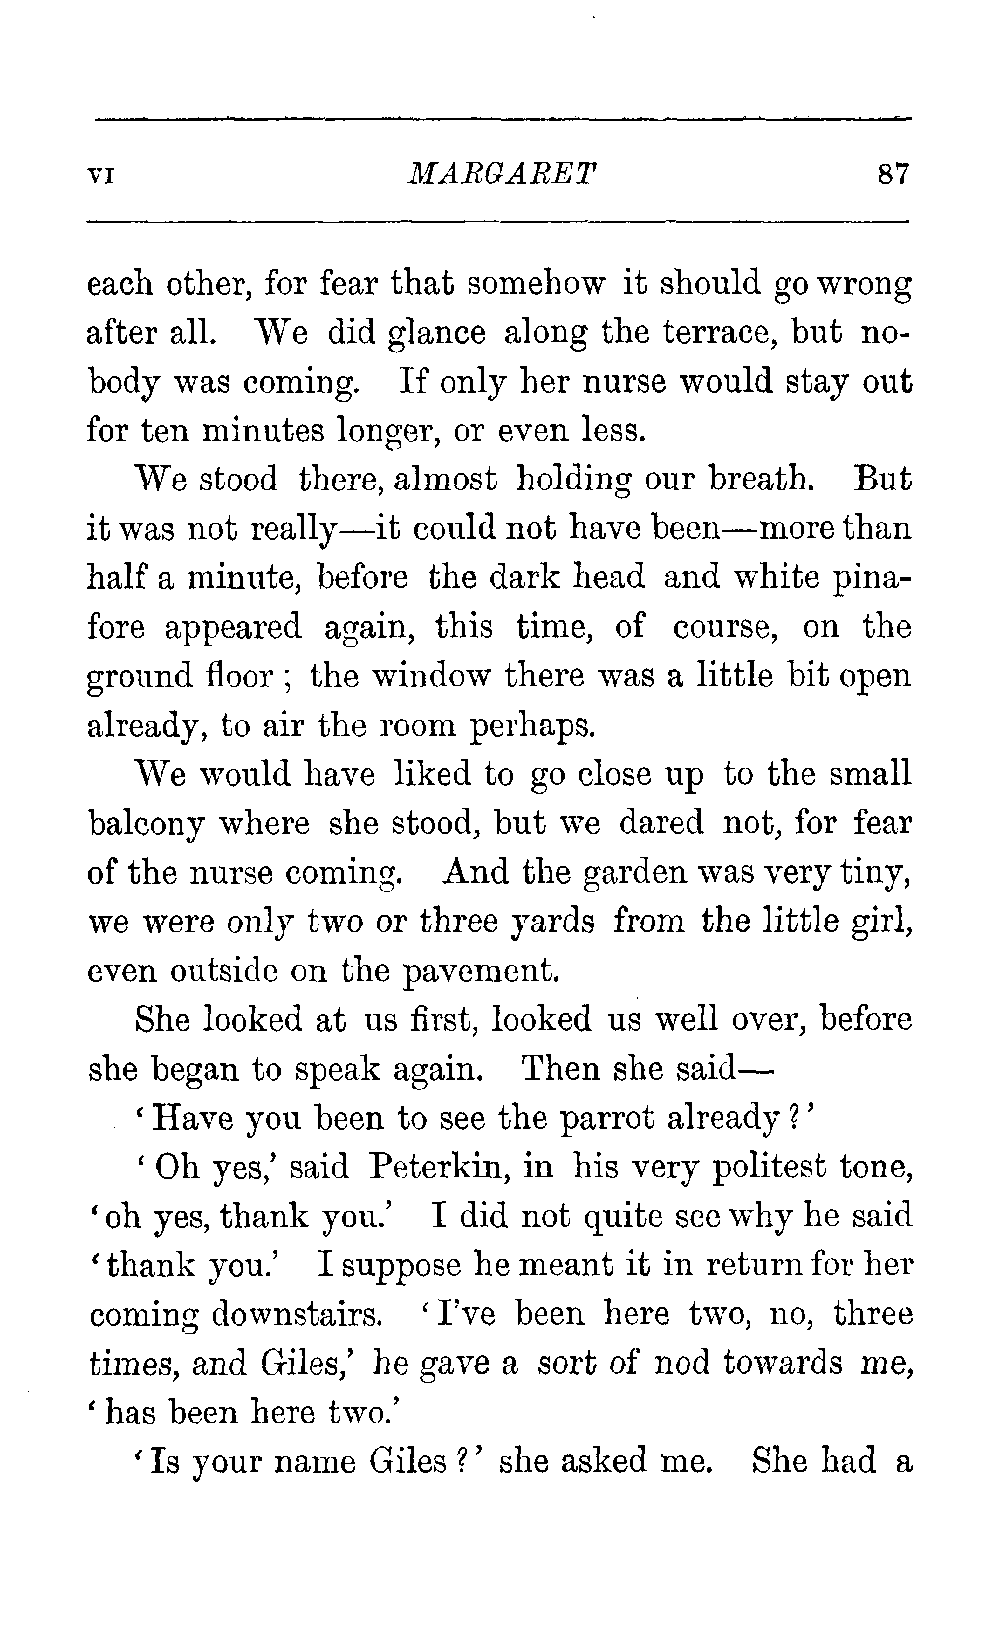 VI MARGARET 87
each other, for fear that somehow it should go wrong
after all. We did glance along the terrace, but no-
body was coming. If only her nurse would stay out
for ten minutes longer, or even less.
We stood there, almost holding our breath. But
it was not really—it could not have been—more than
half a minute, before the dark head and white pina-
fore appeared again, this time, of course, on the
ground floor ; the window there was a little bit open
already, to air the room perhaps.
We would have liked to go close up to the small
balcony where she stood, but we dared not, for fear
of the nurse coming. And the garden was very tiny,
we were only two or three yards from the little girl,
even outside on the pavement.
She looked at us first, looked us well over, before
she began to speak again. Then she said—
‘ Have you been to see the parrot already ? ’
‘ Oh yes,’ said Peterkin, in his very politest tone,
‘ oh yes, thank you.’ I did not quite see why he said
‘ thank you.’ I suppose he meant it in return for her
coming downstairs. ‘ I’ve been here two, no, three
times, and Giles,’ he gave a sort of nod towards me,
‘ has been here two.’
‘ Is your name Giles ? ’ she asked me. She had a